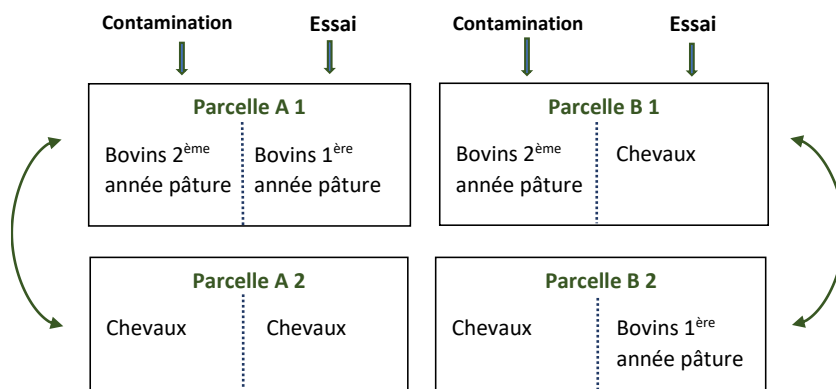 Contamination Essai Contamination Essai
Parcelle A 1
Bovins 2ème
année pâture
Bovins 1ère
année pâture
Parcelle B 1
Bovins 2ème
année pâture
Chevaux
Parcelle A 2
Chevaux
Chevaux
Parcelle B 2
Chevaux
Bovins 1ère
année pâture